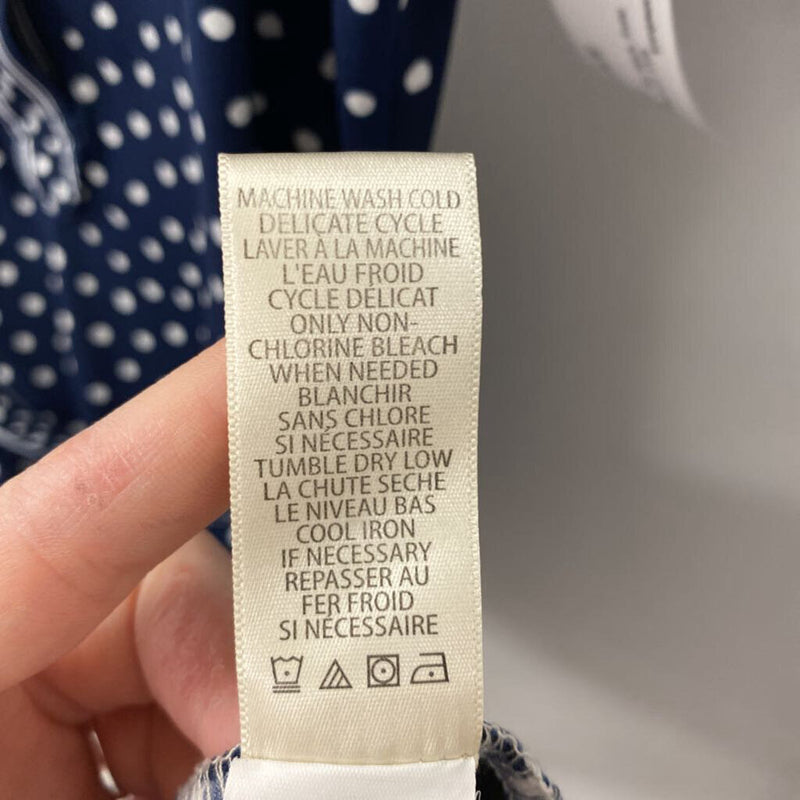 MACHINE WASH COLD
DELICATE CYCLE
LAVER À LA MACHINE
L'EAU FROID
CYCLE DÉLICAT
ONLY NON-
CHLORINE BLEACH
WHEN NEEDED
BLANCHIR
SANS CHLORE
SI NÉCESSAIRE
TUMBLE DRY LOW
LA CHUTE SECHE
LE NIVEAU BAS
COOL IRON
IF NECESSARY
REPASSER AU
FER FROID
SI NÉCESSAIRE